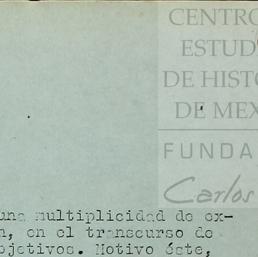 CENTRO
ESTUD
DE HISTO
DE MEX
FUNDA
Carlos
una multiplicidad de ex-
n, en el transcurso de
bjetivos. Motivo éste,